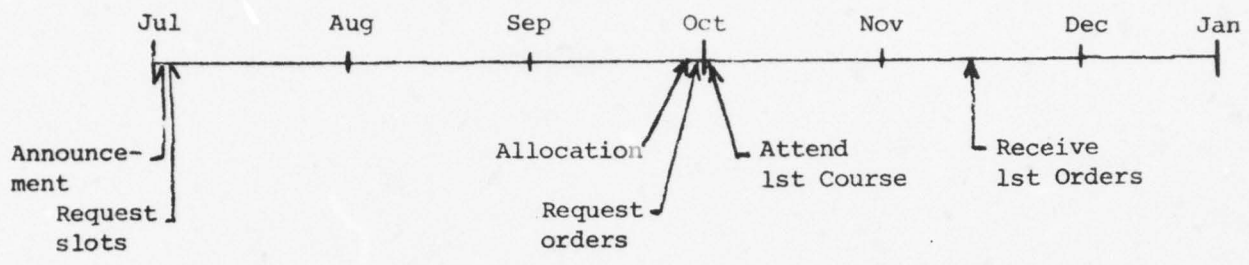 Jul Aug Sep Oct Nov Dec Jan
Announce-
ment
Request
slots
Allocation
Request
orders
Attend
1st Course
Receive
1st Orders